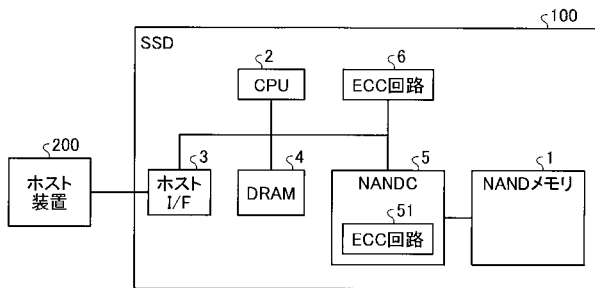 100
SSD
2
CPU
6
ECC回路
200
ホスト
装置
3
ホスト
I/F
4
DRAM
5
NANDC
51
ECC回路
1
NANDメモリ